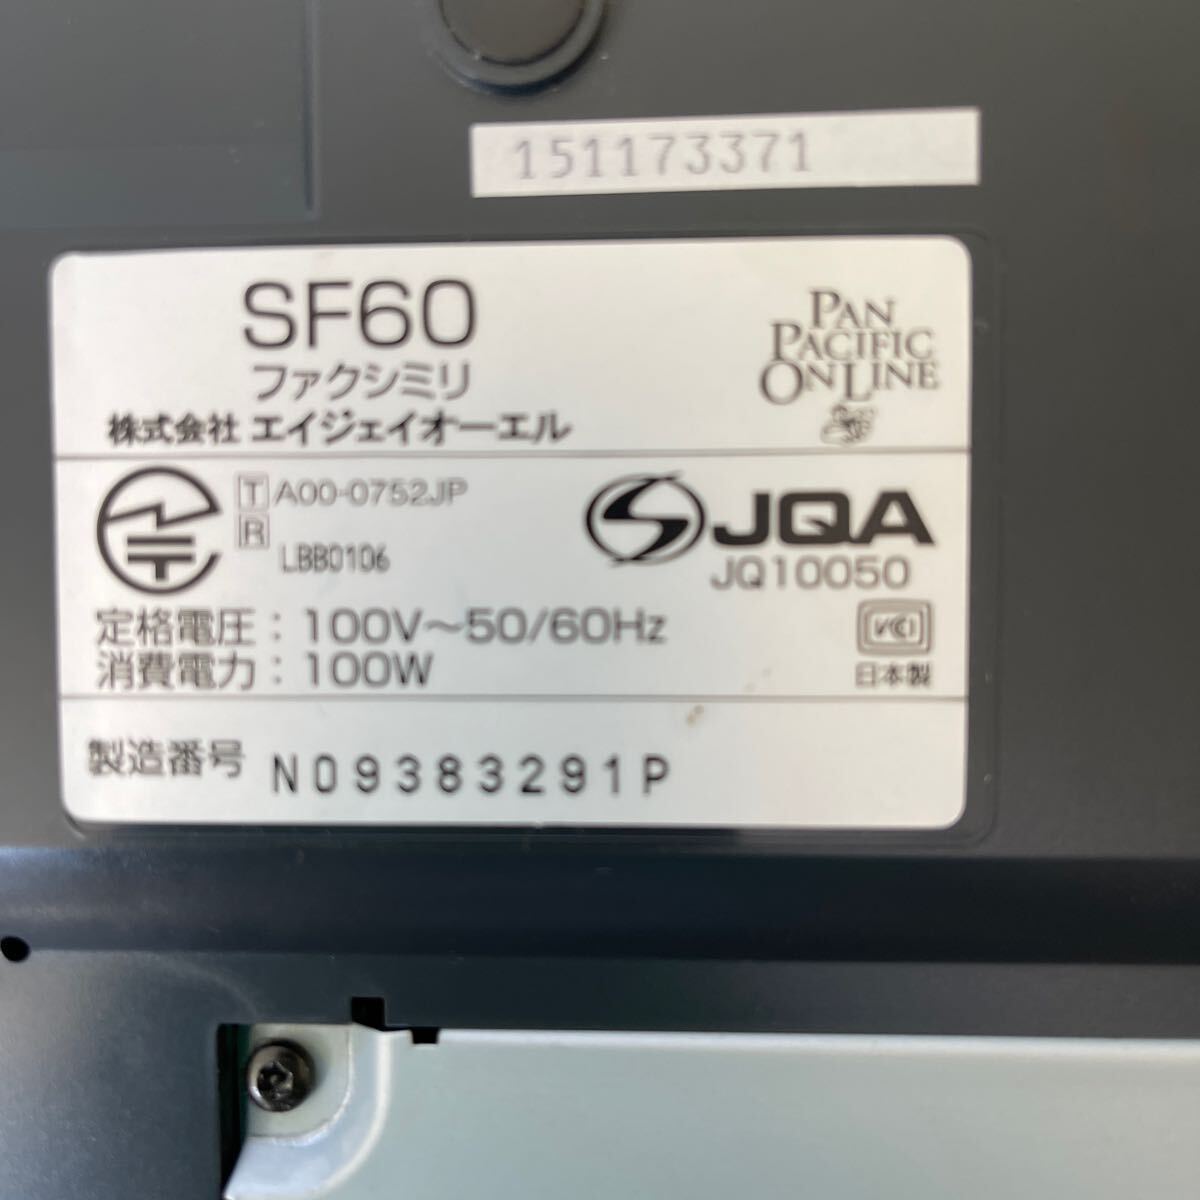 151173371
SF60
ファクシミリ
株式会社 エイジェイオーエル
PAN
PACIFIC
ONLINE
T A00-0752JP
R
LBB0106
JQA
JQ10050
定格電圧：100V～50/60Hz
消費電力：100W
VCCI
日本製
製造番号 N09383291P